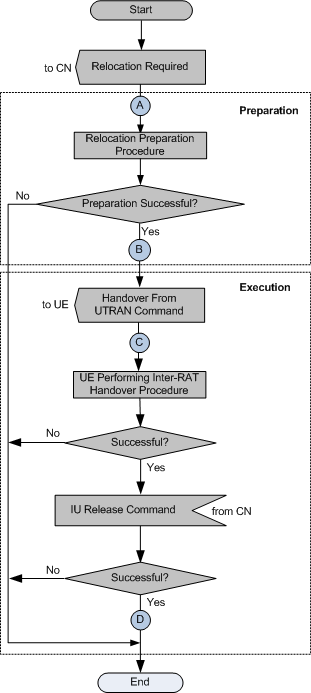 Start
to CN
Relocation Required
A
Preparation
Relocation Preparation
Procedure
No
Preparation Successful?
Yes
B
Execution
to UE
Handover From
UTRAN Command
C
UE Performing Inter-RAT
Handover Procedure
No
Successful?
Yes
IU Release Command
from CN
No
Successful?
Yes
D
End